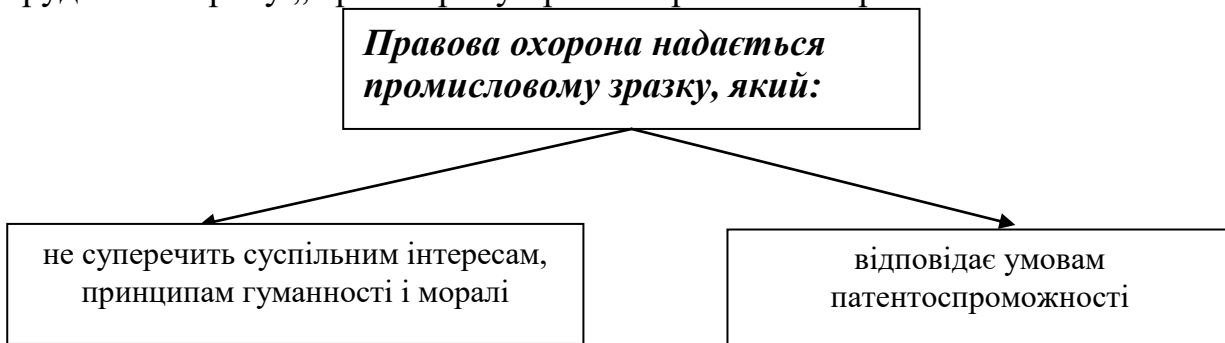 Правова охорона надається
промисловому зразку, який:
не суперечить суспільним інтересам,
принципам гуманності і моралі
відповідає умовам
патентоспроможності